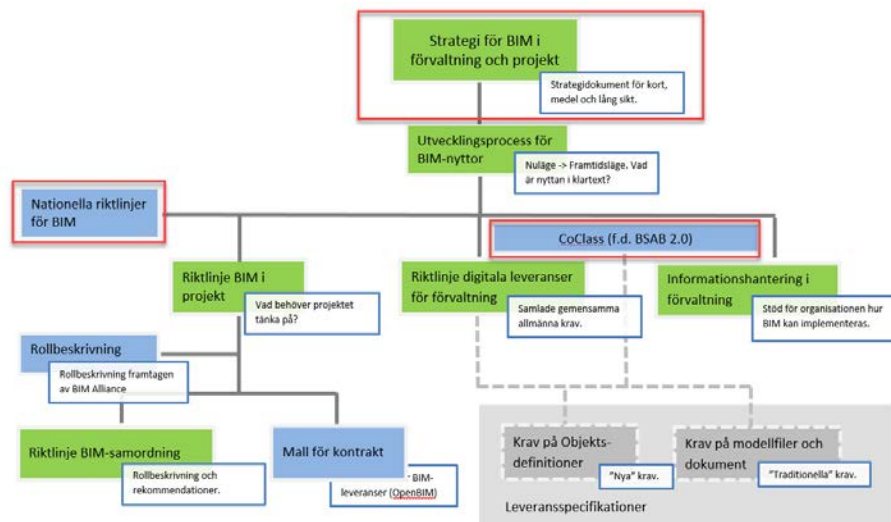 Strategi för BIM i
förvaltning och projekt
Strategidokument för kort,
medel och lång sikt.
Utvecklingsprocess för
BIM-nyttor
Nuläge -> Framtidsläge. Vad
är nyttan i klartext?
Nationella riktlinjer
för BIM
CoClass (f.d. BSAB 2.0)
Riktlinje BIM i
projekt
Vad behöver projektet
tänka på?
Riktlinje digitala leveranser
för förvaltning
Samlade gemensamma
allmänna krav.
Informationshantering i
förvaltning
Stöd för organisationen hur
BIM kan implementeras.
Rollbeskrivning
Rollbeskrivning framtagen
av BIM Alliance
Riktlinje BIM-samordning
Rollbeskrivning och
rekommendationer.
Mall för kontrakt
BIM-
leveranser (OpenBIM)
Krav på Objekts-
definitioner
"Nya" krav.
Krav på modellfiler och
dokument
"Traditionella" krav.
Leveransspecifikationer